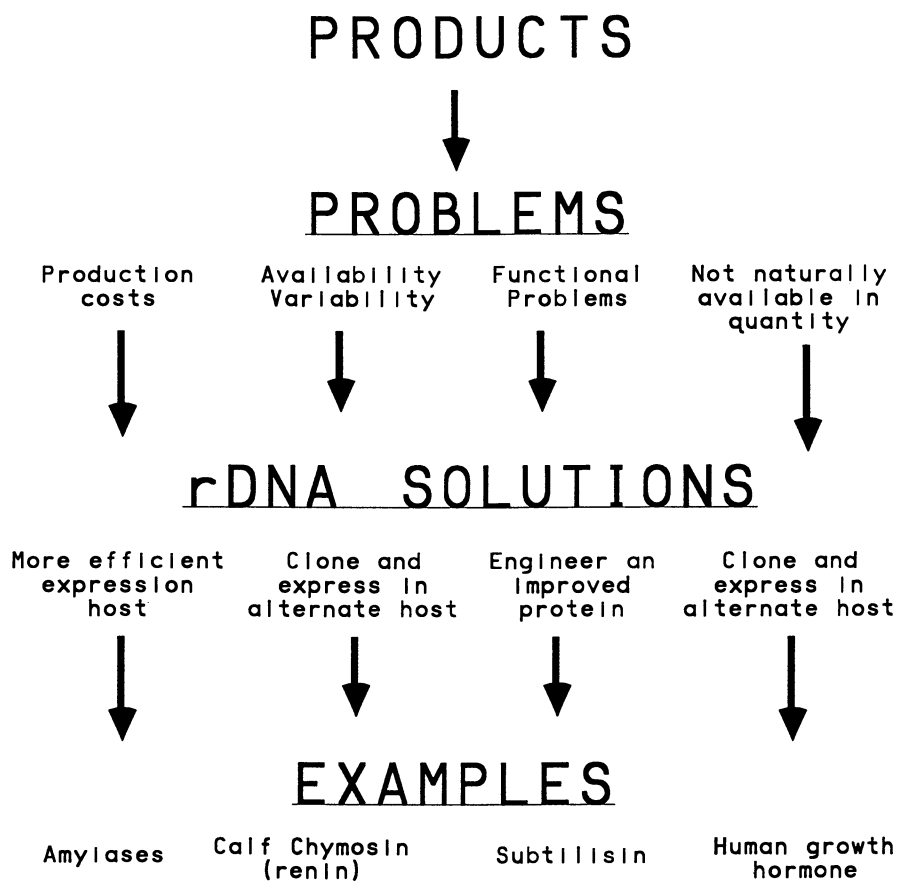 PRODUCTS
PROBLEMS
Production
costs
Availability
Variability
Functional
Problems
Not naturally
available in
quantity
rDNA SOLUTIONS
More efficient
expression
host
Clone and
express in
alternate host
Engineer an
improved
protein
Clone and
express in
alternate host
EXAMPLES
Amylases
Calf Chymosin
(renin)
Subtilisin
Human growth
hormone